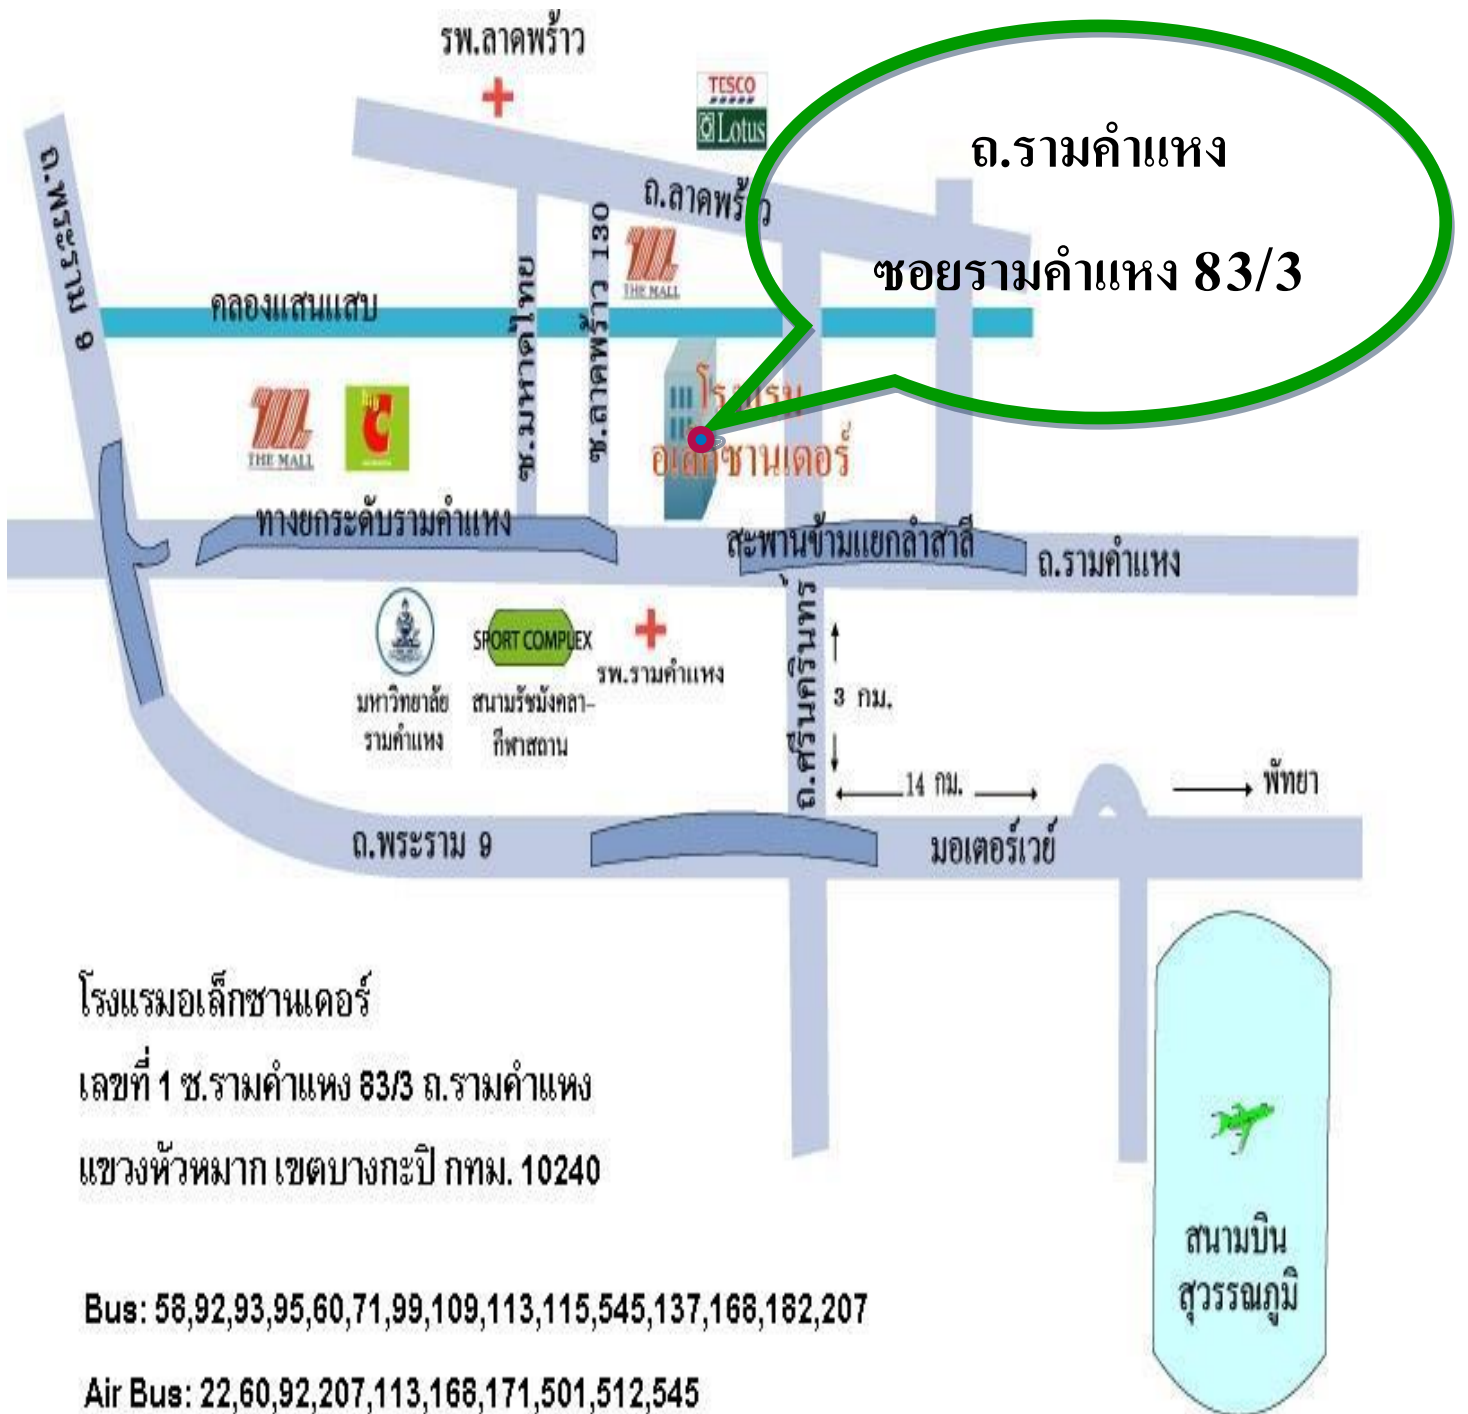 รพ.ลาดพร้าว
TESCO
Lotus
ถ.รามคำแหง
ซอยรามคำแหง 83/3
ถ.พระราม 9
ถ.ลาดพร้าว
ซ.มหาดไทย
ซ.ลาดพร้าว 130
THE MALL
คลองแสนแสบ
THE MALL
big C
โรงแรม
อเล็กซานเดอร์
ทางยกระดับรามคำแหง
สะพานข้ามแยกลำสาลี
ถ.รามคำแหง
มหาวิทยาลัย
รามคำแหง
SPORT COMPLEX
สนามรัชมังคลา-
กีฬาสถาน
รพ.รามคำแหง
ถ.ศรีนครินทร์
3 กม.
14 กม.
พัทยา
ถ.พระราม 9
มอเตอร์เวย์
โรงแรมอเล็กซานเดอร์
เลขที่ 1 ซ.รามคำแหง 83/3 ถ.รามคำแหง
แขวงหัวหมาก เขตบางกะปิ กทม. 10240
สนามบิน
สุวรรณภูมิ
Bus: 58,92,93,95,60,71,99,109,113,115,545,137,168,182,207
Air Bus: 22,60,92,207,113,168,171,501,512,545